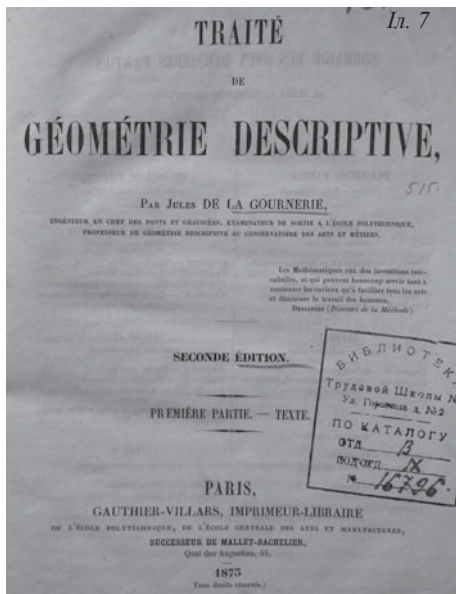 Іл. 7
TRAITÉ
DE
GÉOMÉTRIE DESCRIPTIVE,
515.
PAR JULES DE LA GOURNERIE,
INGÉNIEUR EN CHEF DES PONTS ET CHAUSSÉES, EXAMINATEUR DE SORTIE A L'ÉCOLE POLYTECHNIQUE,
PROFESSEUR DE GÉOMÉTRIE DESCRIPTIVE AU CONSERVATOIRE DES ARTS ET MÉTIERS.
Les Mathématiques ont des inventions très-
subtiles, et qui peuvent beaucoup servir tant à
contenter les curieux qu'à faciliter tous les arts
et diminuer le travail des hommes.
DESCARTES (Discours de la Méthode).
SECONDE ÉDITION.
PREMIÈRE PARTIE. — TEXTE.
БИБЛИОТЕКА
Трудовой Школы №
Ул. д. №2
ПО КАТАЛОГУ
ОТД β
ПОДОТД IX
№ 16796.
PARIS,
GAUTHIER-VILLARS, IMPRIMEUR-LIBRAIRE
DE L'ÉCOLE POLYTECHNIQUE, DE L'ÉCOLE CENTRALE DES ARTS ET MANUFACTURES,
SUCCESSEUR DE MALLET-BACHELIER,
Quai des Augustins, 55.
1873
Tous droits réservés.)